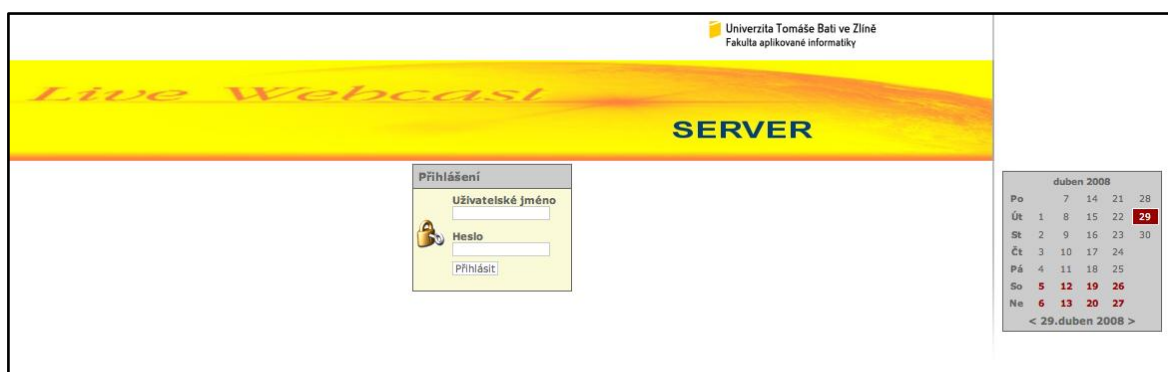 Univerzita Tomáše Bati ve Zlíně
Fakulta aplikované informatiky
Live Webcast
SERVER
Přihlášení
Uživatelské jméno
Heslo
Přihlásit
duben 2008
Po 7 14 21 28
Út 1 8 15 22 29
St 2 9 16 23 30
Čt 3 10 17 24
Pá 4 11 18 25
So 5 12 19 26
Ne 6 13 20 27
< 29.duben 2008 >